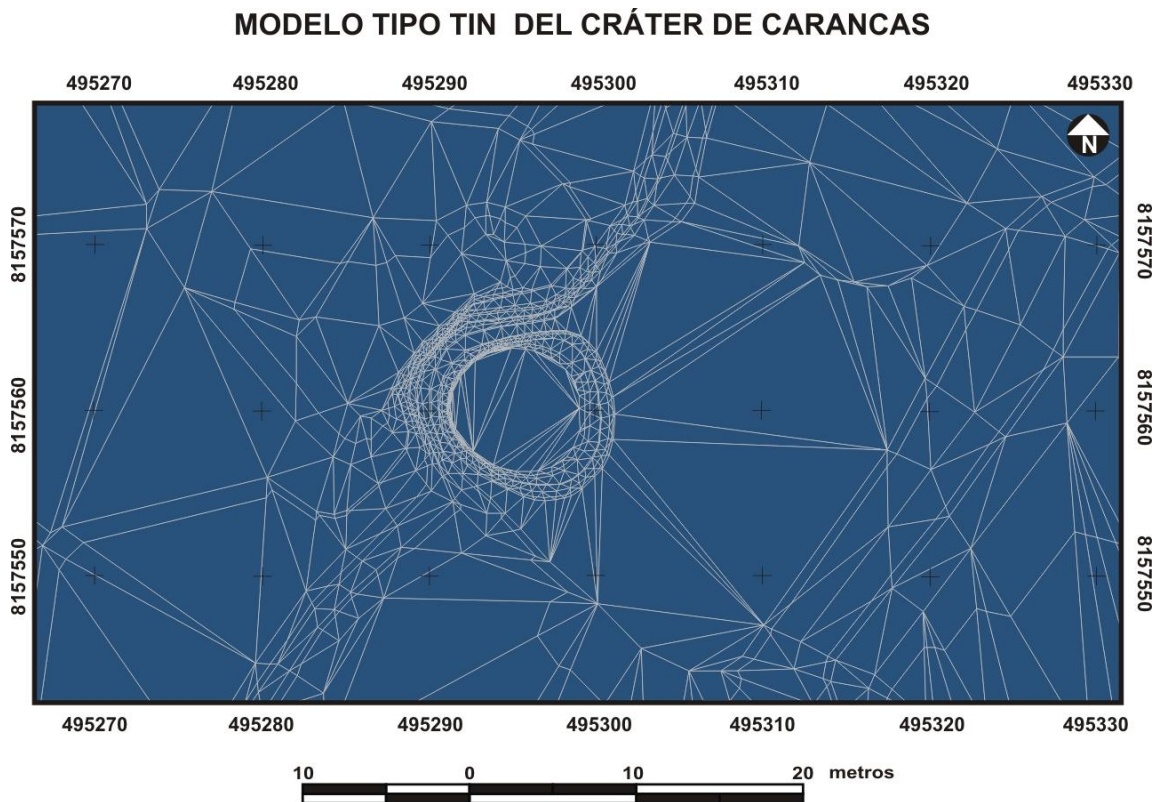 MODELO TIPO TIN DEL CRÁTER DE CARANCAS
495270 495280 495290 495300 495310 495320 495330
N
8157570 8157570
8157560 8157560
8157550 8157550
495270 495280 495290 495300 495310 495320 495330
10 0 10 20 metros